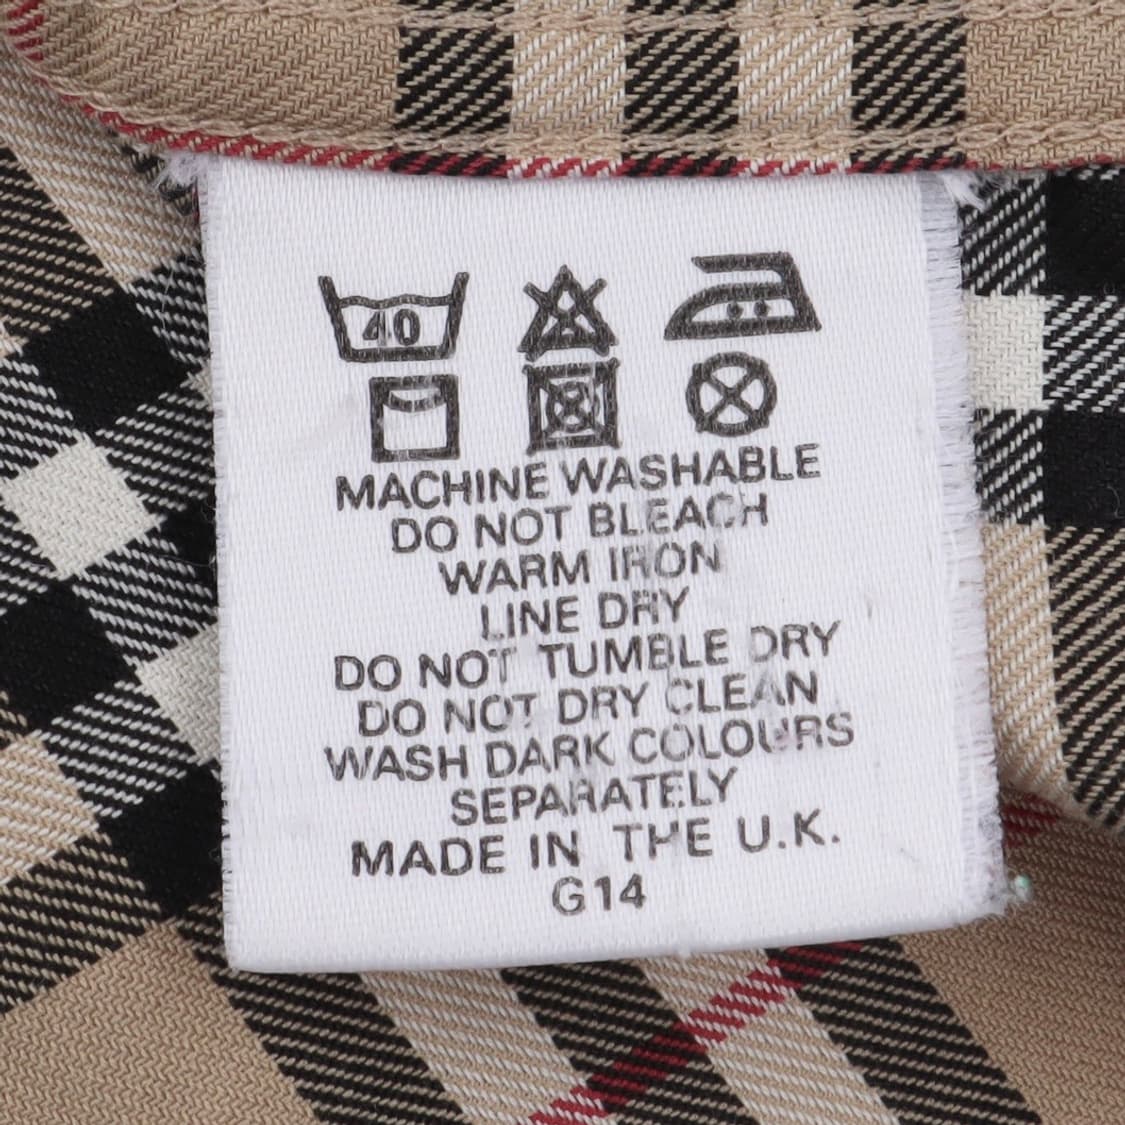 40
MACHINE WASHABLE
DO NOT BLEACH
WARM IRON
LINE DRY
DO NOT TUMBLE DRY
DO NOT DRY CLEAN
WASH DARK COLOURS
SEPARATELY
MADE IN THE U.K.
G14